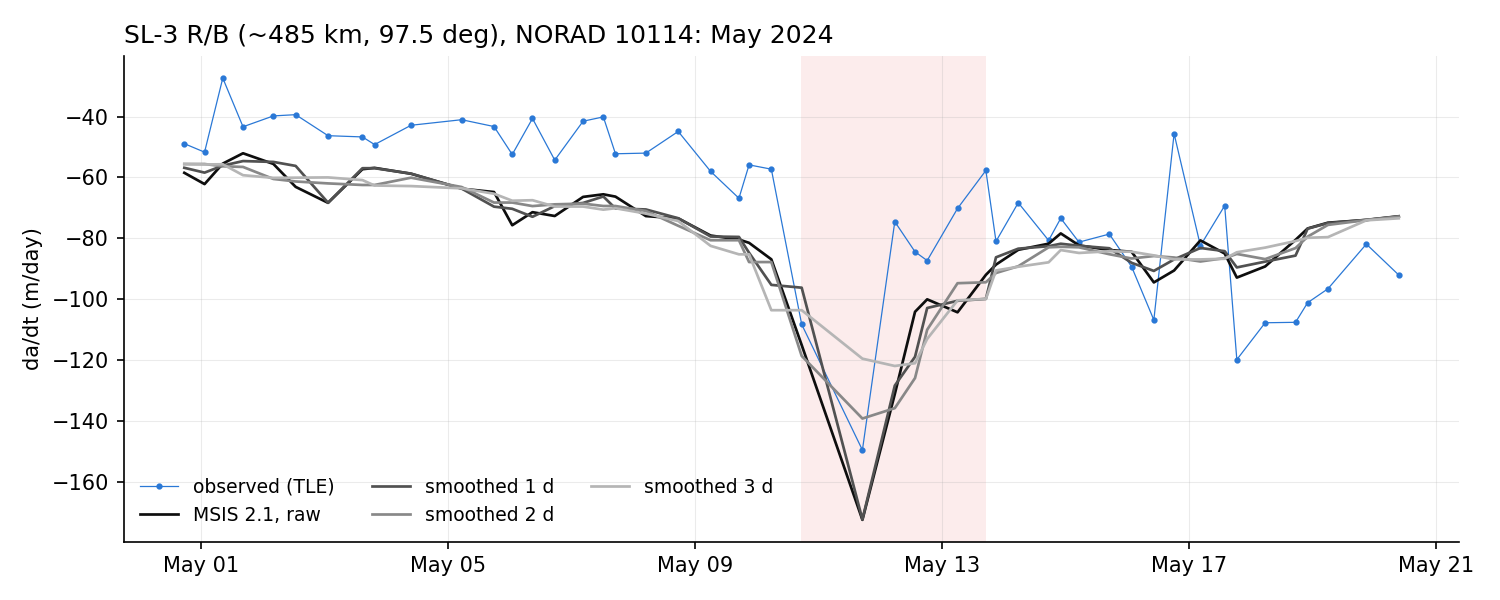 SL-3 R/B (~485 km, 97.5 deg), NORAD 10114: May 2024
da/dt (m/day)
−40
−60
−80
−100
−120
−140
−160
observed (TLE)
MSIS 2.1, raw
smoothed 1 d
smoothed 2 d
smoothed 3 d
May 01
May 05
May 09
May 13
May 17
May 21